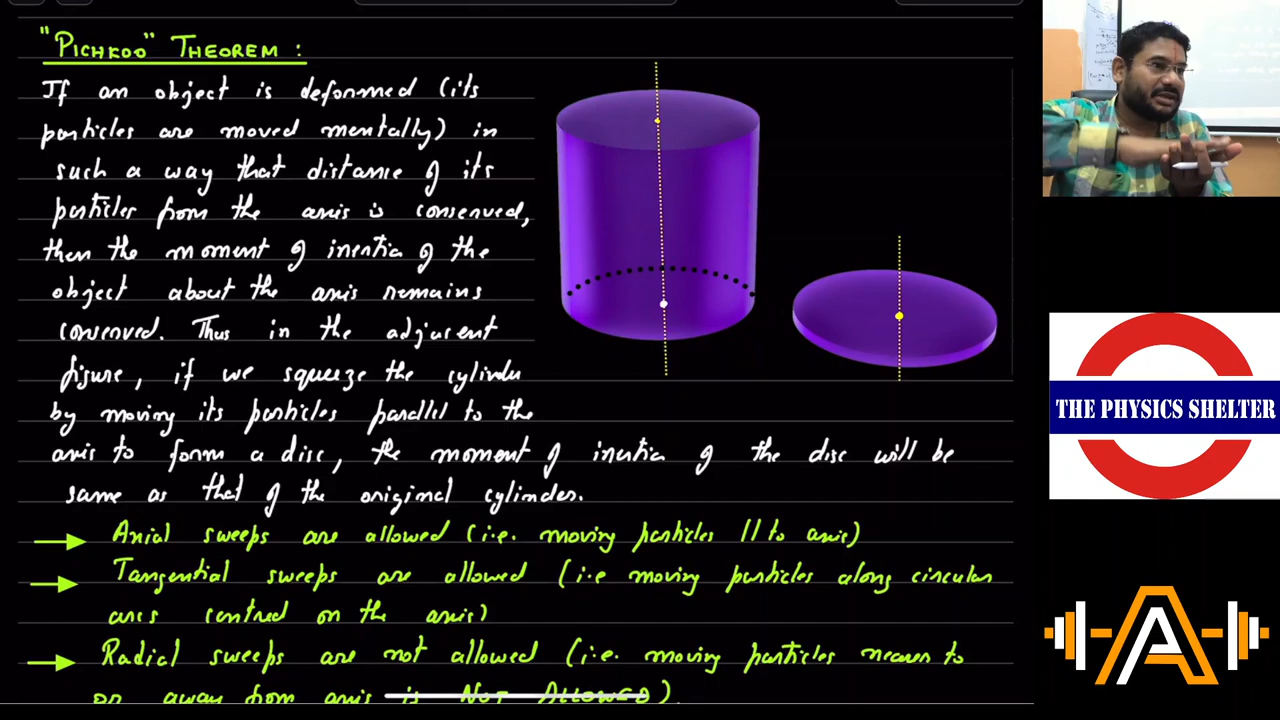 "PICHKOO" THEOREM :
If an object is deformed (its
particles are moved mentally) in
such a way that distance of its
particles from the axis is conserved,
then the moment of inertia of the
object about the axis remains
conserved. Thus in the adjacent
figure, if we squeeze the cylinder
by moving its particles parallel to the
axis to form a disc, the moment of inertia of the disc will be
same as that of the original cylinder.
Axial sweeps are allowed (i.e. moving particles || to axis)
Tangential sweeps are allowed (i.e moving particles along circular
arcs centred on the axis)
Radial sweeps are not allowed (i.e. moving particles nearer to
or away from axis is NOT ALLOWED)
THE PHYSICS SHELTER